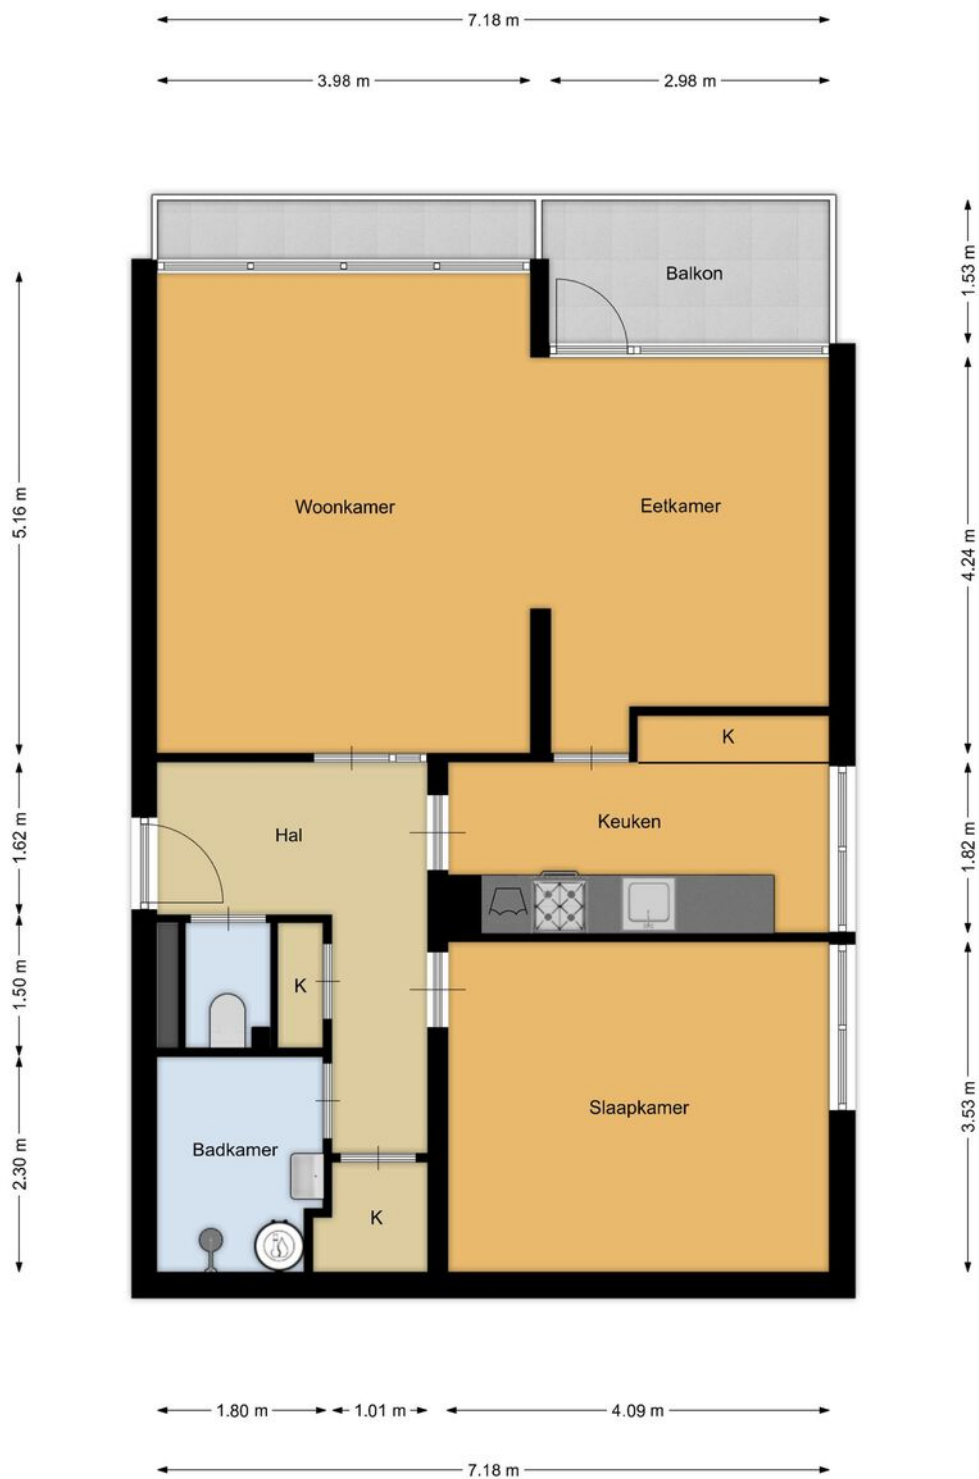 7.18 m
3.98 m
2.98 m
Balkon
1.53 m
5.16 m
Woonkamer
Eetkamer
4.24 m
K
Hal
Keuken
1.62 m
1.82 m
K
1.50 m
Slaapkamer
Badkamer
2.30 m
3.53 m
K
1.80 m
1.01 m
4.09 m
7.18 m